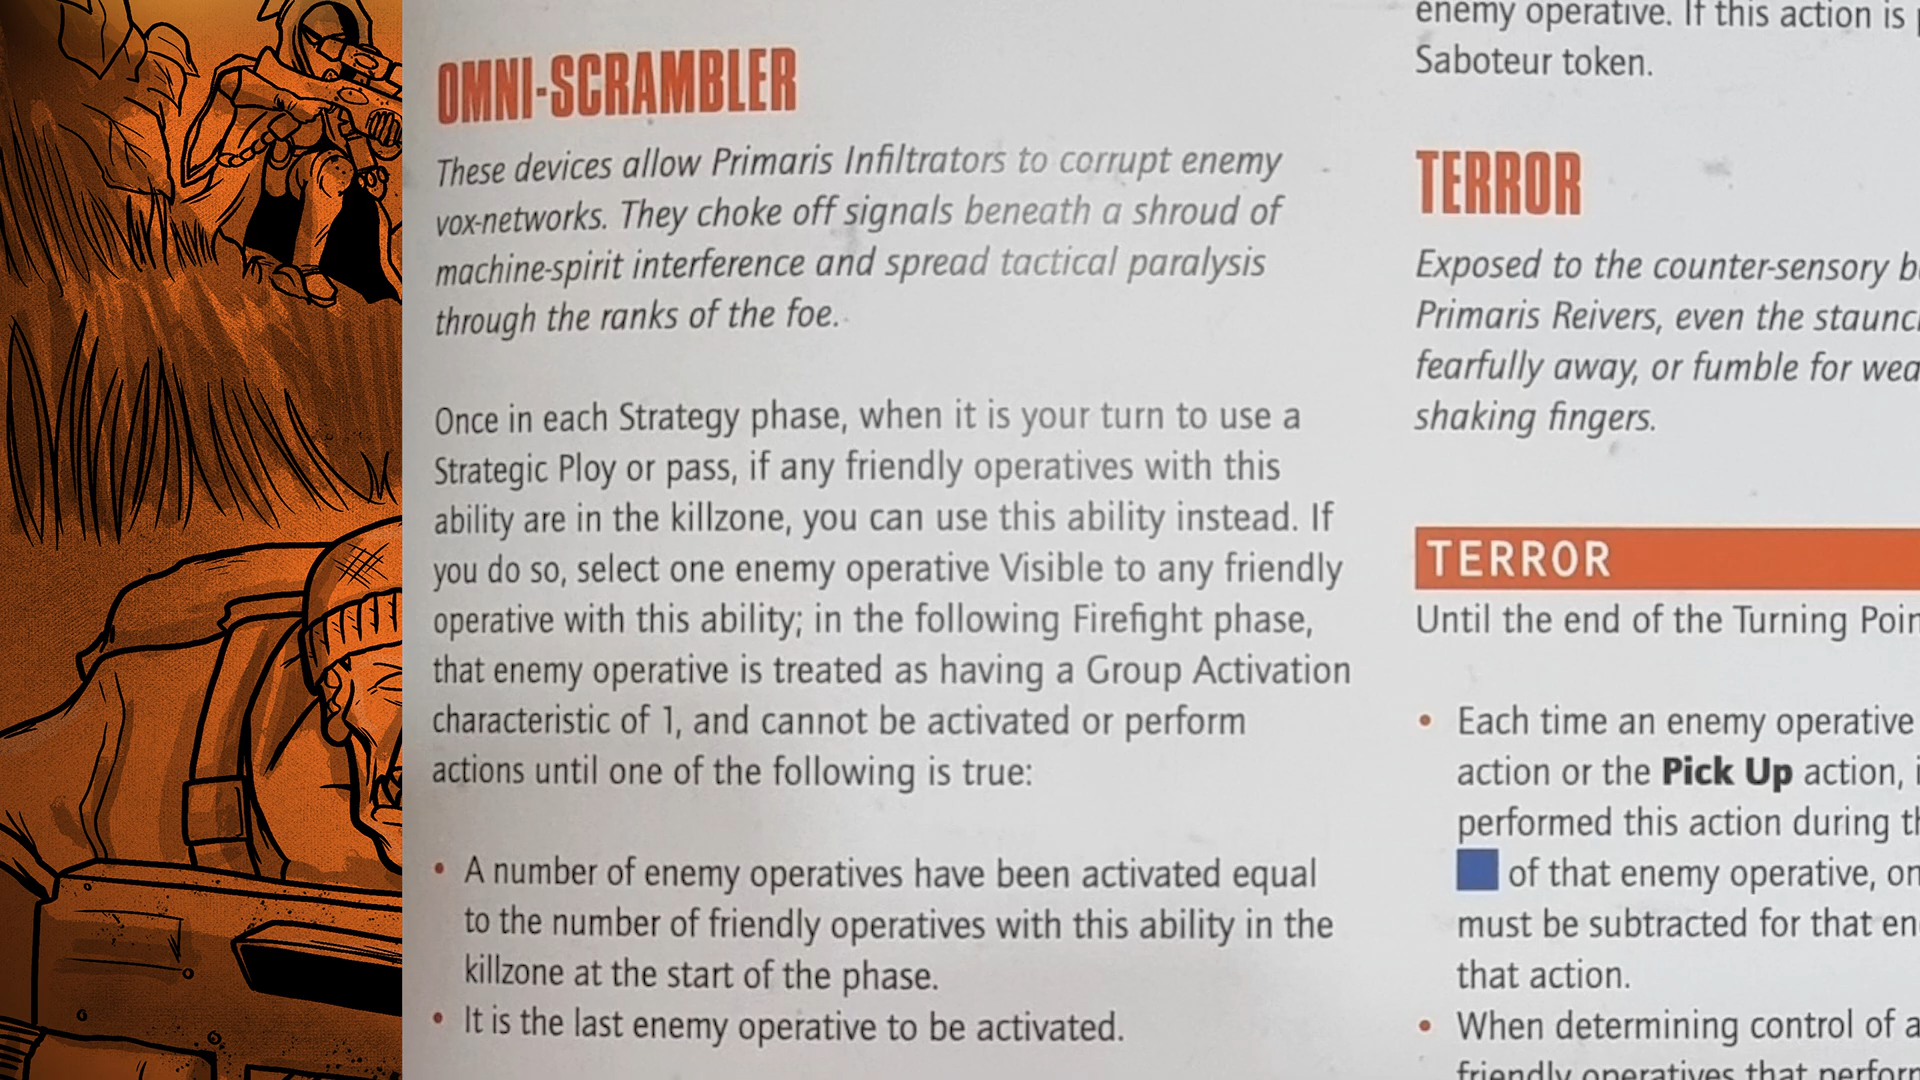 OMNI-SCRAMBLER
These devices allow Primaris Infiltrators to corrupt enemy
vox-networks. They choke off signals beneath a shroud of
machine-spirit interference and spread tactical paralysis
through the ranks of the foe.
Once in each Strategy phase, when it is your turn to use a
Strategic Ploy or pass, if any friendly operatives with this
ability are in the killzone, you can use this ability instead. If
you do so, select one enemy operative Visible to any friendly
operative with this ability; in the following Firefight phase,
that enemy operative is treated as having a Group Activation
characteristic of 1, and cannot be activated or perform
actions until one of the following is true:
• A number of enemy operatives have been activated equal
to the number of friendly operatives with this ability in the
killzone at the start of the phase.
• It is the last enemy operative to be activated.
enemy operative. If this action is
Saboteur token.
TERROR
Exposed to the counter-sensory
Primaris Reivers, even the
fearfully away, or fumble for
shaking fingers.
TERROR
Until the end of the Turning
• Each time an enemy operative
action or the Pick Up action,
performed this action during
of that enemy operative,
must be subtracted for that
that action.
• When determining control of
friendly operatives that